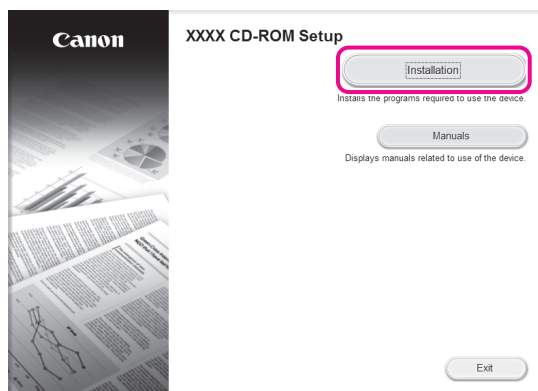 Canon
XXXX CD-ROM Setup
Installation
Installs the programs required to use the device.
Manuals
Displays manuals related to use of the device.
Exit